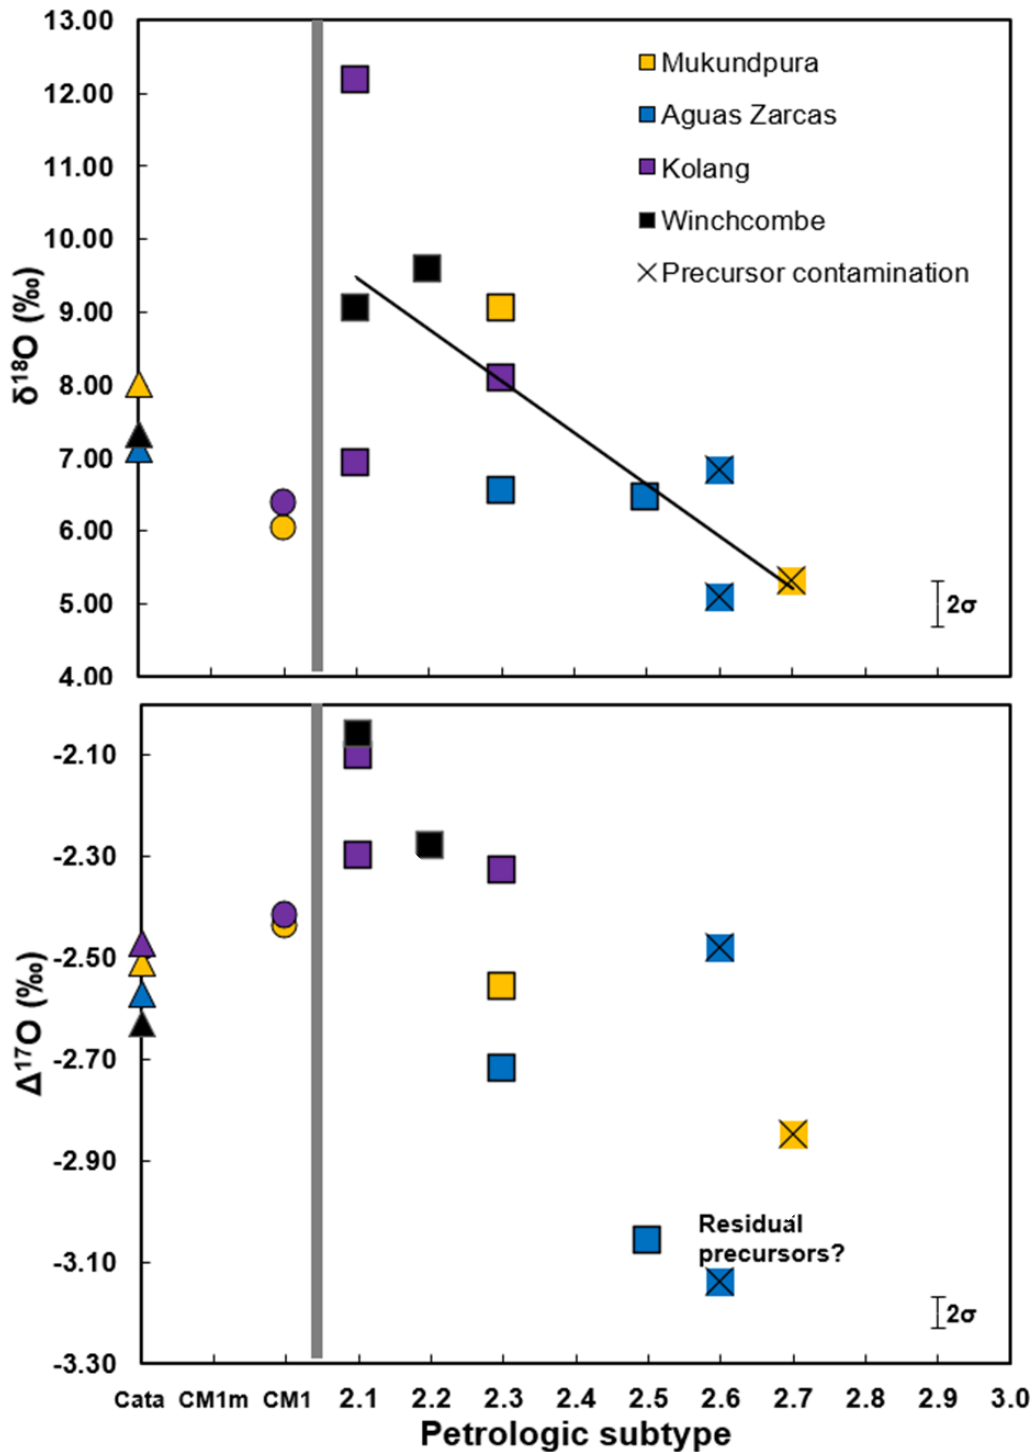 13.00
12.00
11.00
10.00
9.00
8.00
7.00
6.00
5.00
4.00
δ¹⁸O (‰)
Mukundpura
Aguas Zarcas
Kolang
Winchcombe
Precursor contamination
2σ
-2.10
-2.30
-2.50
-2.70
-2.90
-3.10
-3.30
Δ¹⁷O (‰)
Residual
precursors?
2σ
Cata CM1m CM1 2.1 2.2 2.3 2.4 2.5 2.6 2.7 2.8 2.9 3.0
Petrologic subtype